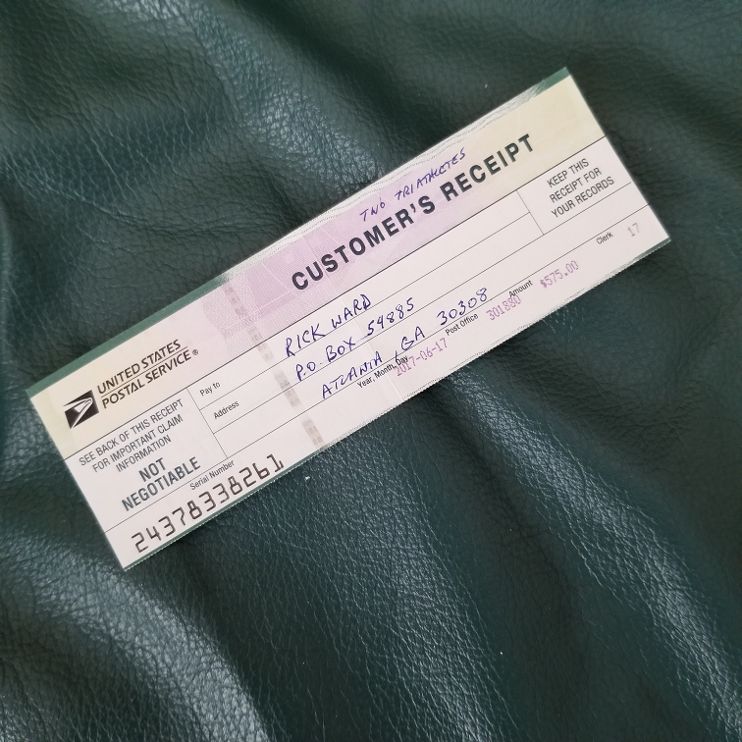 TWO TRIATHLETES
CUSTOMER'S RECEIPT
KEEP THIS
RECEIPT FOR
YOUR RECORDS
UNITED STATES
POSTAL SERVICE®
SEE BACK OF THIS RECEIPT
FOR IMPORTANT CLAIM
INFORMATION
NOT
NEGOTIABLE
Pay to RICK WARD
Address P.O. BOX 54885
ATLANTA, GA 30308
Serial Number Year, Month, Day Post Office Amount Clerk
24378338261 2017-06-17 301880 $575.00 17